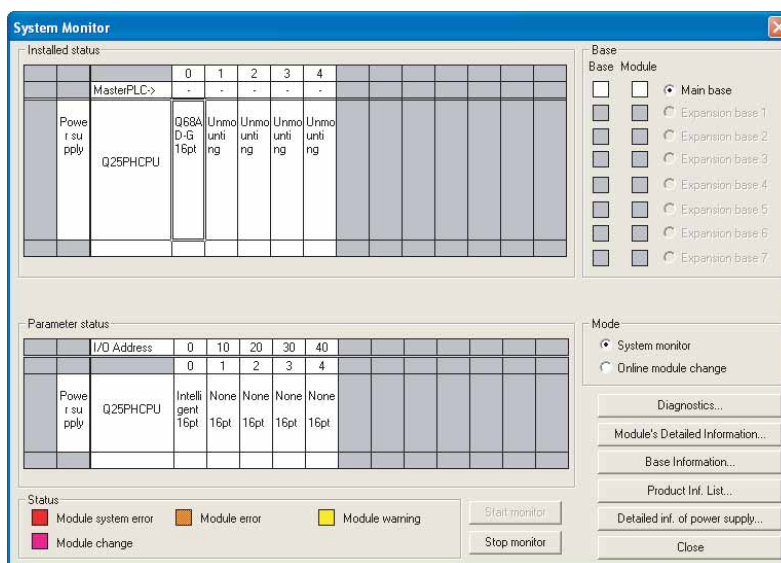 System Monitor
Installed status
0 1 2 3 4
MasterPLC-> - - - - -
Powe r su pply
Q25PHCPU
Q68A D-G 16pt
Unmo unti ng
Unmo unti ng
Unmo unti ng
Unmo unti ng
Base
Base Module
Main base
Expansion base 1
Expansion base 2
Expansion base 3
Expansion base 4
Expansion base 5
Expansion base 6
Expansion base 7
Parameter status
I/O Address 0 10 20 30 40
0 1 2 3 4
Powe r su pply
Q25PHCPU
Intelli gent 16pt
None 16pt
None 16pt
None 16pt
None 16pt
Mode
System monitor
Online module change
Diagnostics...
Module's Detailed Information...
Base Information...
Product Inf. List...
Detailed inf. of power supply...
Close
Status
Module system error
Module error
Module warning
Module change
Start monitor
Stop monitor